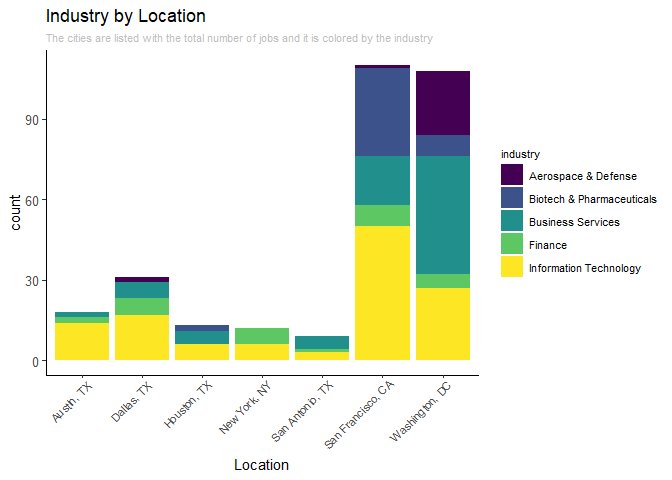 Industry by Location
The cities are listed with the total number of jobs and it is colored by the industry
count
90
60
30
0
Austin, TX
Dallas, TX
Houston, TX
New York, NY
San Antonio, TX
San Francisco, CA
Washington, DC
Location
industry
Aerospace & Defense
Biotech & Pharmaceuticals
Business Services
Finance
Information Technology